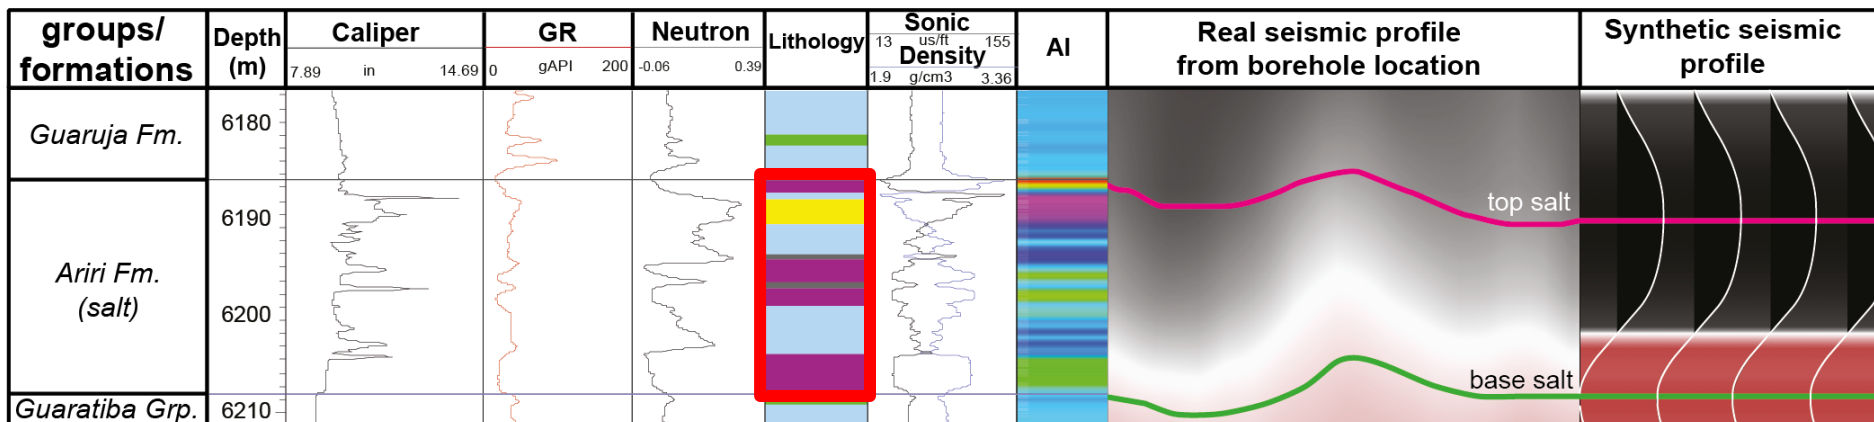 groups/
formations
Depth
(m)
Caliper
7.89 in 14.69
GR
0 gAPI 200
Neutron
-0.06 0.39
Lithology
Sonic
13 us/ft 155
Density
1.9 g/cm3 3.36
AI
Real seismic profile
from borehole location
Synthetic seismic
profile
Guaruja Fm.
6180
Ariri Fm.
(salt)
6190
6200
top salt
base salt
Guaratiba Grp.
6210